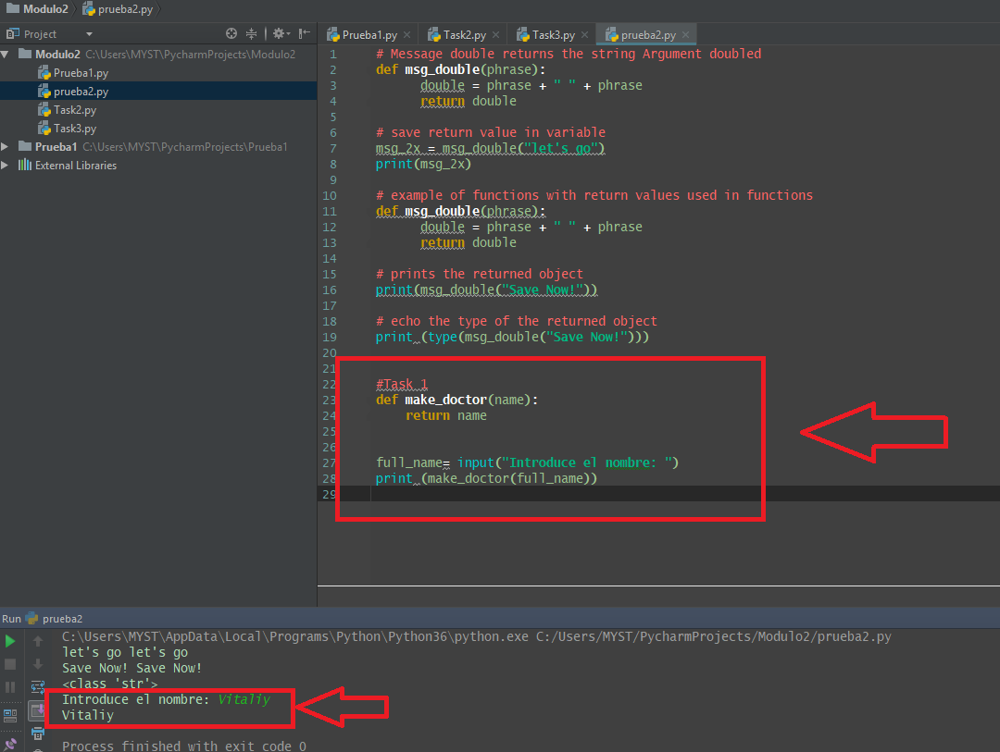 Modulo2 prueba2.py
Project
Prueba1.py Task2.py Task3.py prueba2.py
Modulo2 C:\Users\MYST\PycharmProjects\Modulo2
Prueba1.py
prueba2.py
Task2.py
Task3.py
Prueba1 C:\Users\MYST\PycharmProjects\Prueba1
External Libraries
1 # Message double returns the string Argument doubled
2 def msg_double(phrase):
3 double = phrase + " " + phrase
4 return double
5
6 # save return value in variable
7 msg_2x = msg_double("let's go")
8 print(msg_2x)
9
10 # example of functions with return values used in functions
11 def msg_double(phrase):
12 double = phrase + " " + phrase
13 return double
14
15 # prints the returned object
16 print(msg_double("Save Now!"))
17
18 # echo the type of the returned object
19 print (type(msg_double("Save Now!")))
20
21
22 #Task 1
23 def make_doctor(name):
24 return name
25
26
27 full_name= input("Introduce el nombre: ")
28 print (make_doctor(full_name))
29
Run prueba2
C:\Users\MYST\AppData\Local\Programs\Python\Python36\python.exe C:/Users/MYST/PycharmProjects/Modulo2/prueba2.py
let's go let's go
Save Now! Save Now!
<class 'str'>
Introduce el nombre: Vitaliy
Vitaliy
Process finished with exit code 0